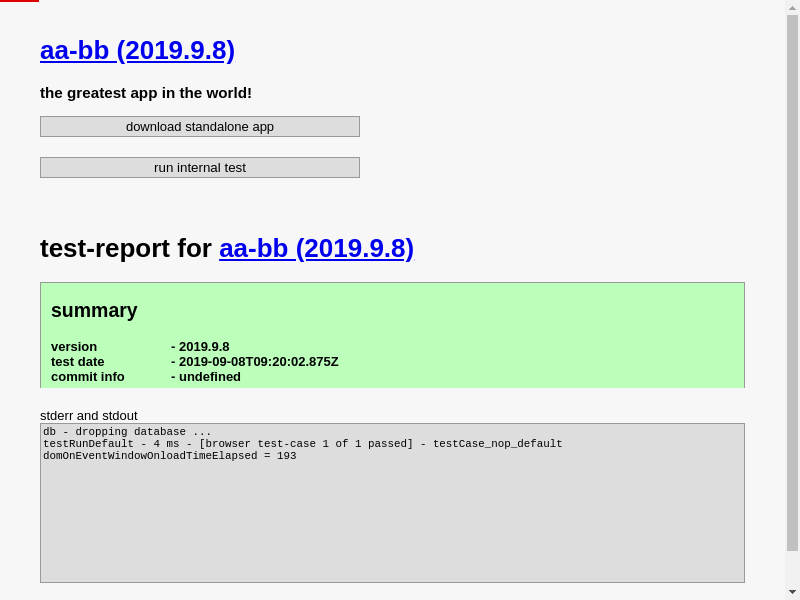 aa-bb (2019.9.8)
the greatest app in the world!
download standalone app
run internal test
test-report for aa-bb (2019.9.8)
summary
version - 2019.9.8
test date - 2019-09-08T09:20:02.875Z
commit info - undefined
stderr and stdout
db - dropping database ...
testRunDefault - 4 ms - [browser test-case 1 of 1 passed] - testCase_nop_default
domOnEventWindowOnloadTimeElapsed = 193